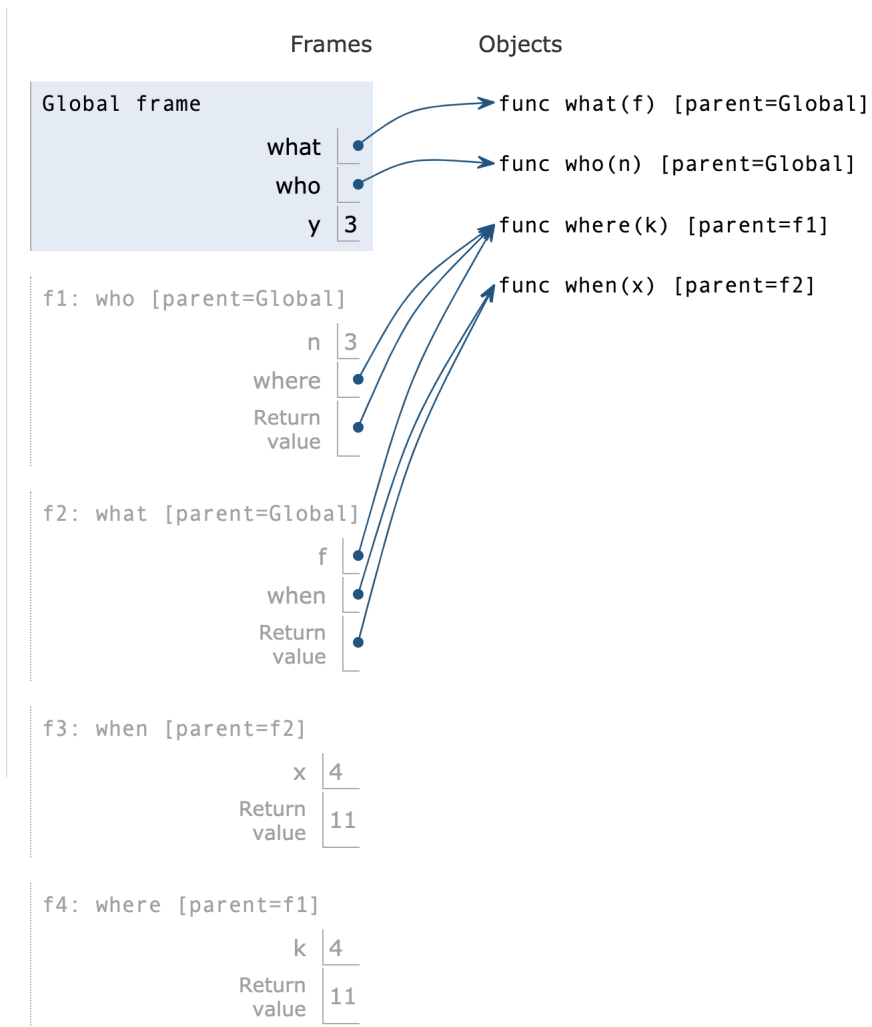 Frames Objects
Global frame func what(f) [parent=Global]
what
func who(n) [parent=Global]
who
y 3 func where(k) [parent=f1]
func when(x) [parent=f2]
f1: who [parent=Global]
n 3
where
Return
value
f2: what [parent=Global]
f
when
Return
value
f3: when [parent=f2]
x 4
Return
value 11
f4: where [parent=f1]
k 4
Return
value 11